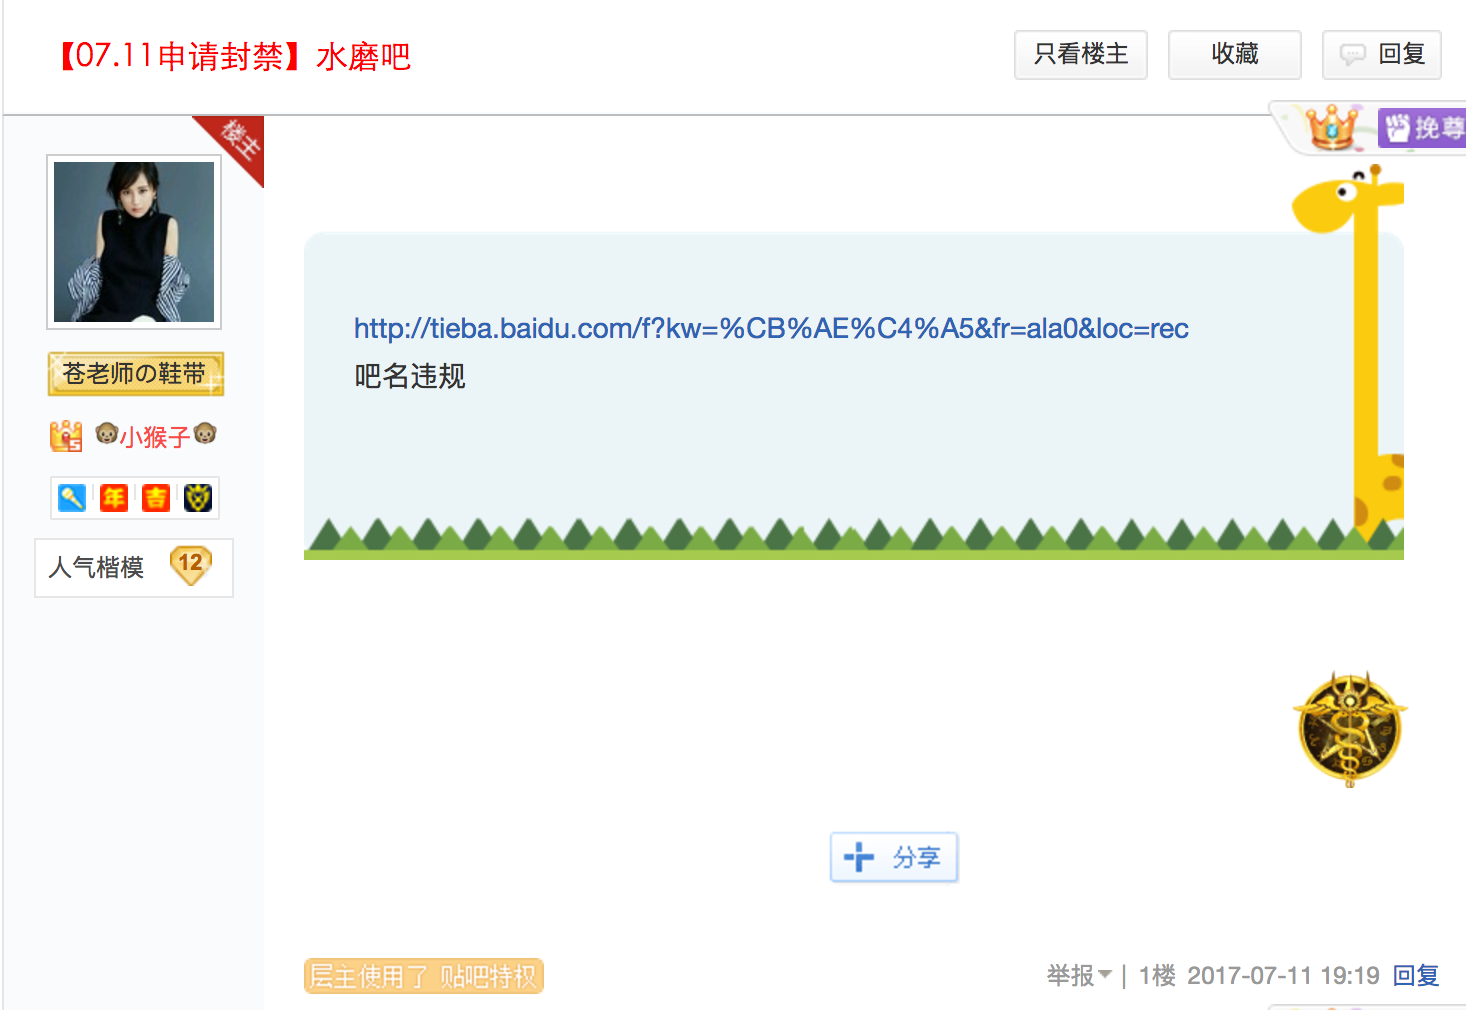 【07.11申请封禁】水磨吧
只看楼主
收藏
回复
挽尊
楼主
苍老师の鞋带
🐵小猴子🐵
年 吉
人气楷模 12
http://tieba.baidu.com/f?kw=%CB%AE%C4%A5&fr=ala0&loc=rec
吧名违规
分享
层主使用了 贴吧特权
举报 | 1楼 2017-07-11 19:19 回复